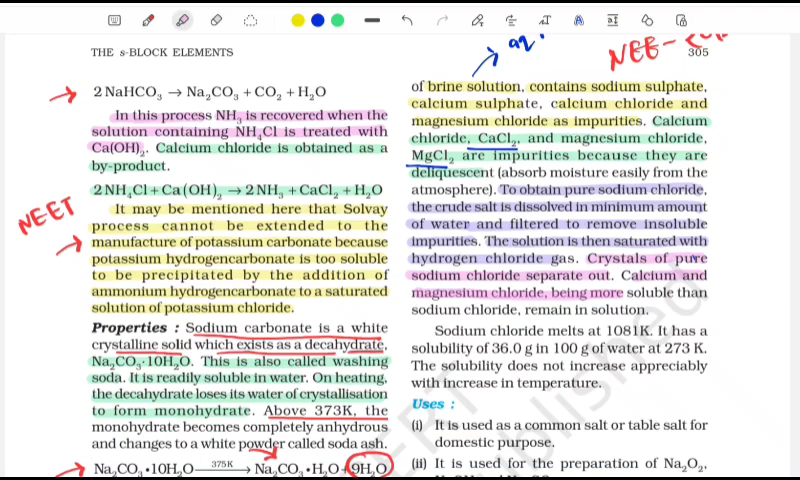 THE s-BLOCK ELEMENTS
305
2 NaHCO₃ → Na₂CO₃ + CO₂ + H₂O
In this process NH₃ is recovered when the
solution containing NH₄Cl is treated with
Ca(OH)₂. Calcium chloride is obtained as a
by-product.
2 NH₄Cl + Ca(OH)₂ → 2 NH₃ + CaCl₂ + H₂O
NEET
It may be mentioned here that Solvay
process cannot be extended to the
manufacture of potassium carbonate because
potassium hydrogencarbonate is too soluble
to be precipitated by the addition of
ammonium hydrogencarbonate to a saturated
solution of potassium chloride.
Properties : Sodium carbonate is a white
crystalline solid which exists as a decahydrate,
Na₂CO₃·10H₂O. This is also called washing
soda. It is readily soluble in water. On heating,
the decahydrate loses its water of crystallisation
to form monohydrate. Above 373K, the
monohydrate becomes completely anhydrous
and changes to a white powder called soda ash.
Na₂CO₃·10H₂O —375K→ Na₂CO₃·H₂O + 9H₂O
aq.
of brine solution, contains sodium sulphate,
calcium sulphate, calcium chloride and
magnesium chloride as impurities. Calcium
chloride, CaCl₂, and magnesium chloride,
MgCl₂ are impurities because they are
deliquescent (absorb moisture easily from the
atmosphere). To obtain pure sodium chloride,
the crude salt is dissolved in minimum amount
of water and filtered to remove insoluble
impurities. The solution is then saturated with
hydrogen chloride gas. Crystals of pure
sodium chloride separate out. Calcium and
magnesium chloride, being more soluble than
sodium chloride, remain in solution.
Sodium chloride melts at 1081K. It has a
solubility of 36.0 g in 100 g of water at 273 K.
The solubility does not increase appreciably
with increase in temperature.
Uses :
(i) It is used as a common salt or table salt for
domestic purpose.
(ii) It is used for the preparation of Na₂O₂,